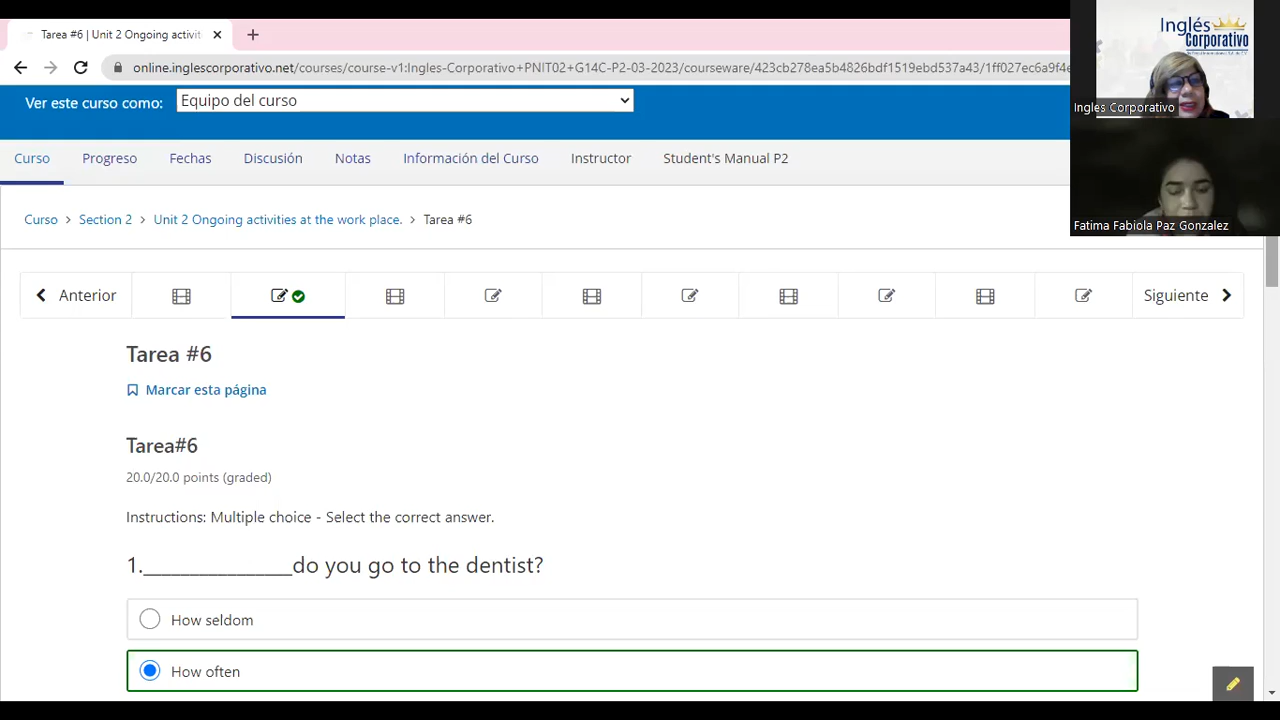 Tarea #6 | Unit 2 Ongoing activit
online.inglescorporativo.net/courses/course-v1:Ingles-Corporativo+PNIT02+G14C-P2-03-2023/courseware/423cb278ea5b4826bdf1519ebd537a43/1ff027ec6a9f4e
Inglés
Corporativo
Ingles Corporativo
Ver este curso como:
Equipo del curso
Curso
Progreso
Fechas
Discusión
Notas
Información del Curso
Instructor
Student's Manual P2
Fatima Fabiola Paz Gonzalez
Curso > Section 2 > Unit 2 Ongoing activities at the work place. > Tarea #6
Anterior
Siguiente
Tarea #6
Marcar esta página
Tarea#6
20.0/20.0 points (graded)
Instructions: Multiple choice - Select the correct answer.
1.________________do you go to the dentist?
How seldom
How often